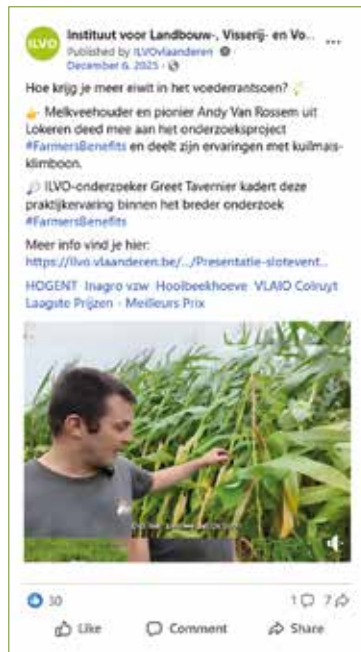 ILVO
Instituut voor Landbouw-, Visserij- en Vo...
Published by ILVOvlaanderen
December 6, 2025
Hoe krijg je meer eiwit in het voederrantsoen?
Melkveehouder en pionier Andy Van Rossem uit
Lokeren deed mee aan het onderzoeksproject
#FarmersBenefits en deelt zijn ervaringen met kuilmaïs-
klimboon.
ILVO-onderzoeker Greet Tavernier kadert deze
praktijkervaring binnen het breder onderzoek
#FarmersBenefits
Meer info vind je hier:
https://ilvo.vlaanderen.be/.../Presentatie-slotevent...
HOGENT Inagro vzw Hooibeekhoeve VLAIO Colruyt
Laagste Prijzen - Meilleurs Prix
30
1
7
Like
Comment
Share